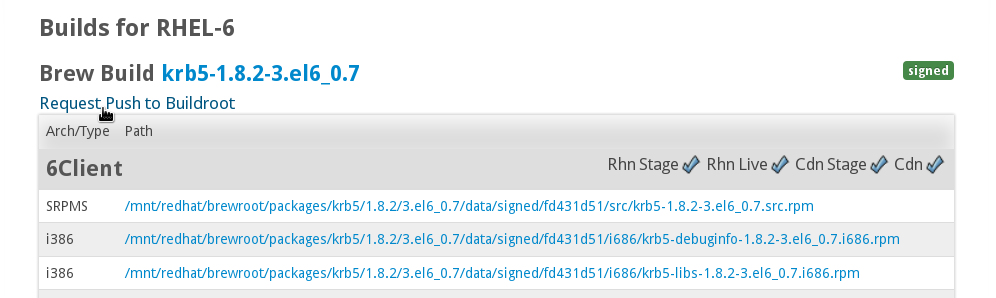 Builds for RHEL-6
Brew Build krb5-1.8.2-3.el6_0.7 signed
Request Push to Buildroot
Arch/Type Path
6Client Rhn Stage Rhn Live Cdn Stage Cdn
SRPMS /mnt/redhat/brewroot/packages/krb5/1.8.2/3.el6_0.7/data/signed/fd431d51/src/krb5-1.8.2-3.el6_0.7.src.rpm
i386 /mnt/redhat/brewroot/packages/krb5/1.8.2/3.el6_0.7/data/signed/fd431d51/i686/krb5-debuginfo-1.8.2-3.el6_0.7.i686.rpm
i386 /mnt/redhat/brewroot/packages/krb5/1.8.2/3.el6_0.7/data/signed/fd431d51/i686/krb5-libs-1.8.2-3.el6_0.7.i686.rpm